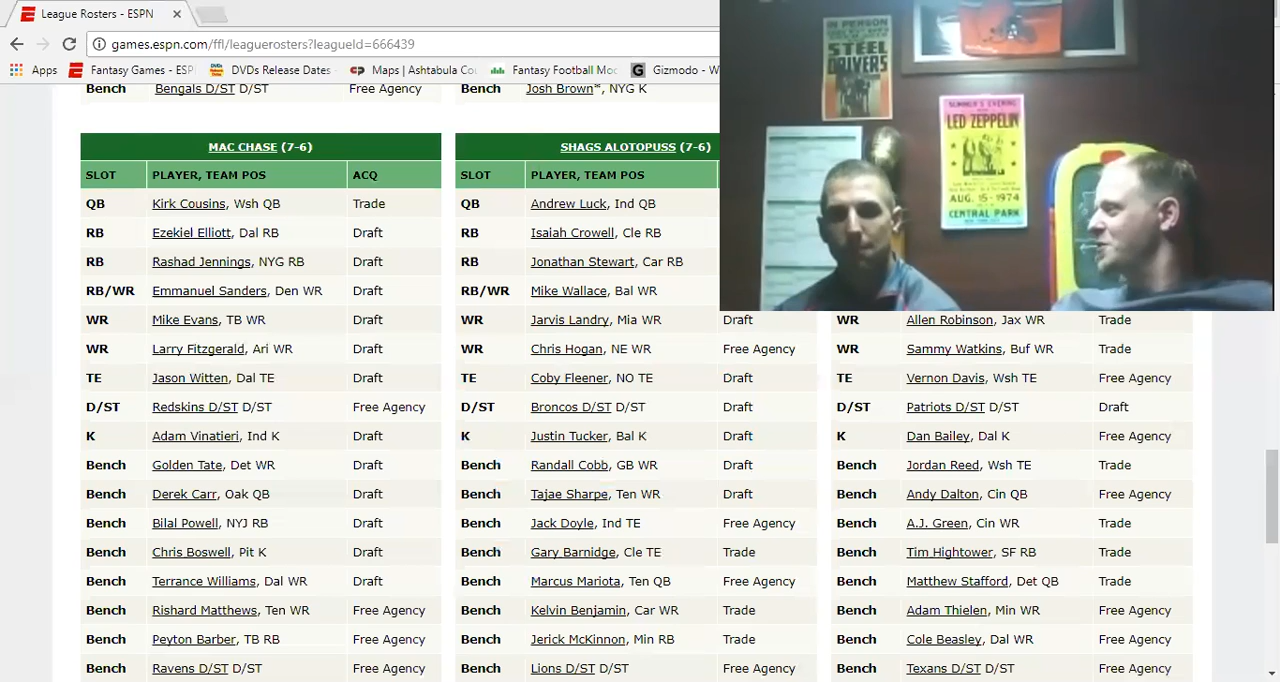 League Rosters - ESPN
games.espn.com/ffl/leaguerosters?leagueId=666439
Apps Fantasy Games - ESP DVDs Release Dates - Maps | Ashtabula Cou Fantasy Football Moc G Gizmodo - W
Bench Bengals D/ST D/ST Free Agency Bench Josh Brown*, NYG K
MAC CHASE (7-6) SHAGS ALOTOPUSS (7-6)
SLOT PLAYER, TEAM POS ACQ SLOT PLAYER, TEAM POS
QB Kirk Cousins, Wsh QB Trade QB Andrew Luck, Ind QB
RB Ezekiel Elliott, Dal RB Draft RB Isaiah Crowell, Cle RB
RB Rashad Jennings, NYG RB Draft RB Jonathan Stewart, Car RB
RB/WR Emmanuel Sanders, Den WR Draft RB/WR Mike Wallace, Bal WR
WR Mike Evans, TB WR Draft WR Jarvis Landry, Mia WR Draft WR Allen Robinson, Jax WR Trade
WR Larry Fitzgerald, Ari WR Draft WR Chris Hogan, NE WR Free Agency WR Sammy Watkins, Buf WR Trade
TE Jason Witten, Dal TE Draft TE Coby Fleener, NO TE Draft TE Vernon Davis, Wsh TE Free Agency
D/ST Redskins D/ST D/ST Free Agency D/ST Broncos D/ST D/ST Draft D/ST Patriots D/ST D/ST Draft
K Adam Vinatieri, Ind K Draft K Justin Tucker, Bal K Draft K Dan Bailey, Dal K Free Agency
Bench Golden Tate, Det WR Draft Bench Randall Cobb, GB WR Draft Bench Jordan Reed, Wsh TE Trade
Bench Derek Carr, Oak QB Draft Bench Tajae Sharpe, Ten WR Draft Bench Andy Dalton, Cin QB Free Agency
Bench Bilal Powell, NYJ RB Draft Bench Jack Doyle, Ind TE Free Agency Bench A.J. Green, Cin WR Trade
Bench Chris Boswell, Pit K Draft Bench Gary Barnidge, Cle TE Trade Bench Tim Hightower, SF RB Trade
Bench Terrance Williams, Dal WR Draft Bench Marcus Mariota, Ten QB Free Agency Bench Matthew Stafford, Det QB Trade
Bench Rishard Matthews, Ten WR Free Agency Bench Kelvin Benjamin, Car WR Trade Bench Adam Thielen, Min WR Free Agency
Bench Peyton Barber, TB RB Free Agency Bench Jerick McKinnon, Min RB Trade Bench Cole Beasley, Dal WR Free Agency
Bench Ravens D/ST D/ST Free Agency Bench Lions D/ST D/ST Free Agency Bench Texans D/ST D/ST Free Agency
IN PERSON
STEEL
DRIVERS
SUMMER'S EVENING
LED ZEPPELIN
AUG. 15-1974
CENTRAL PARK